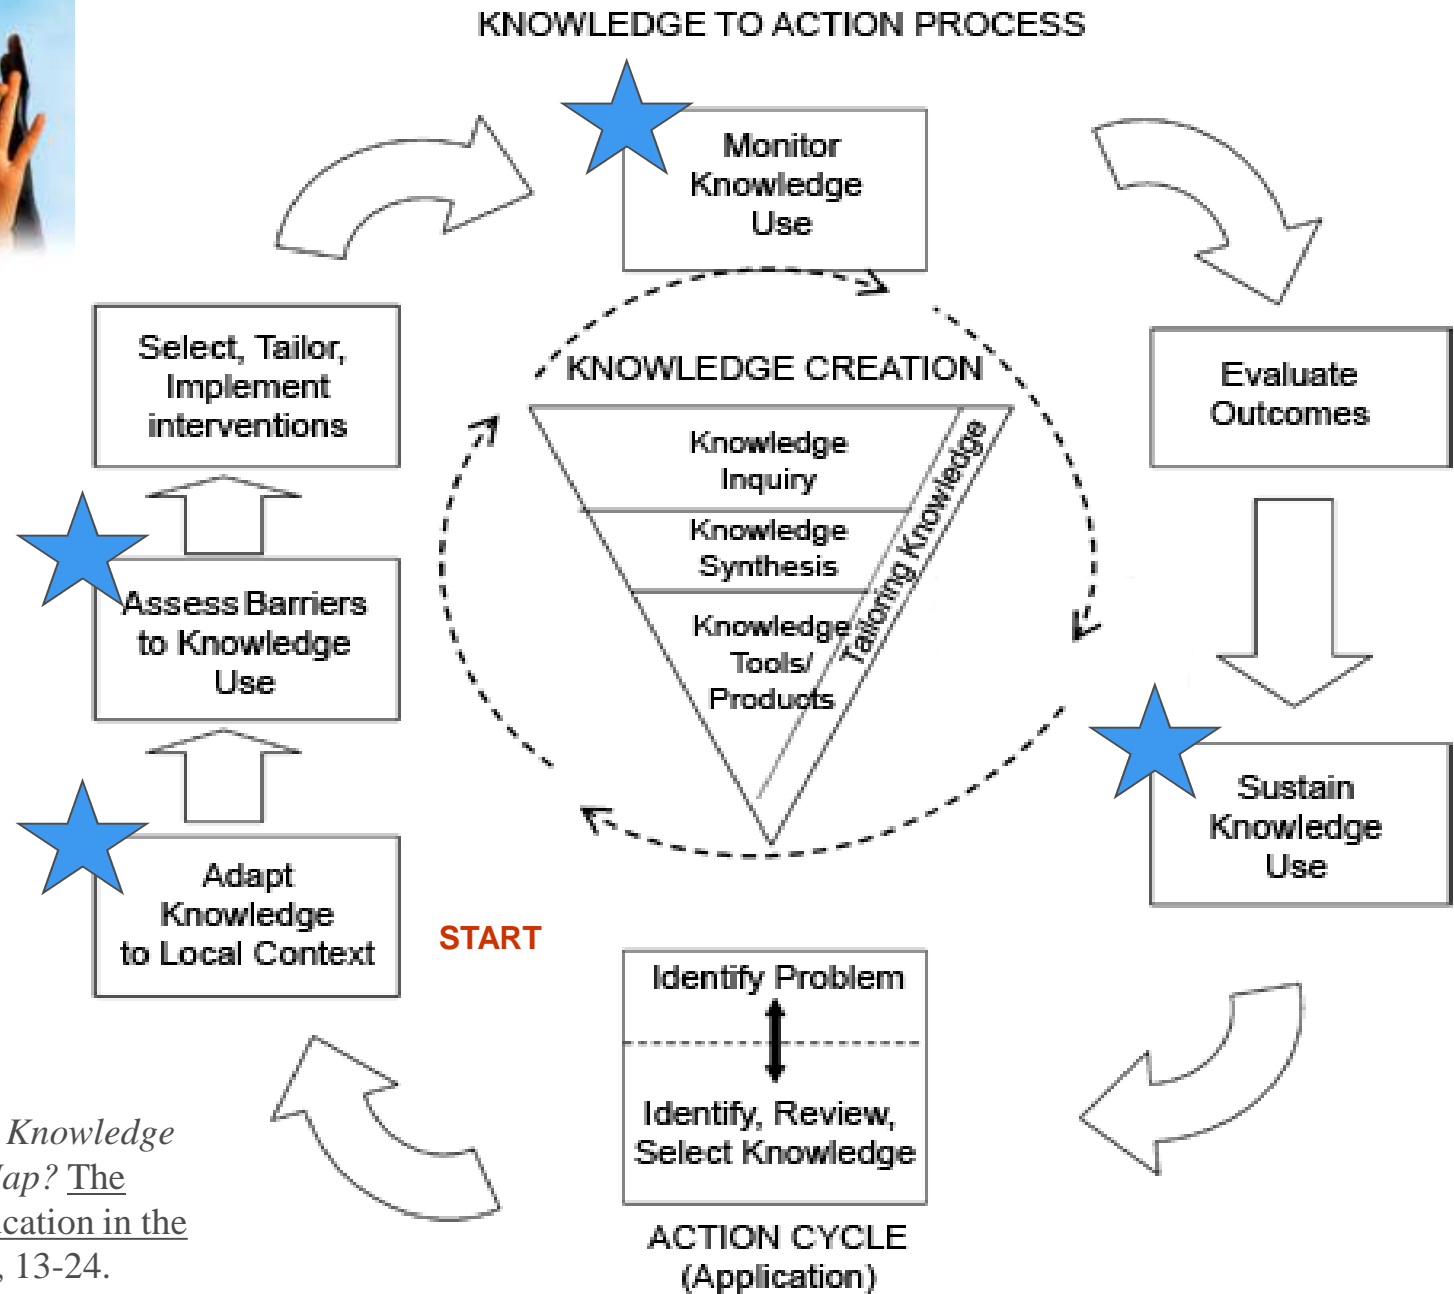 KNOWLEDGE TO ACTION PROCESS
Monitor
Knowledge
Use
Select, Tailor,
Implement
interventions
KNOWLEDGE CREATION
Evaluate
Outcomes
Knowledge
Inquiry
Knowledge
Synthesis
Knowledge
Tools/
Products
Tailoring Knowledge
Assess Barriers
to Knowledge
Use
Sustain
Knowledge
Use
Adapt
Knowledge
to Local Context
START
Identify Problem
Identify, Review,
Select Knowledge
ACTION CYCLE
(Application)
Knowledge
The
in the
, 13-24.